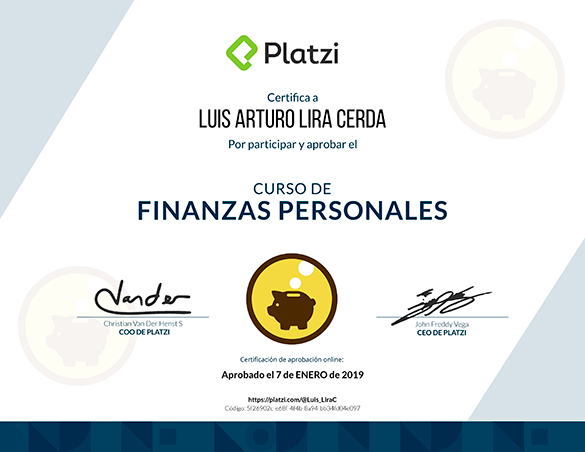 Platzi
Certifica a
LUIS ARTURO LIRA CERDA
Por participar y aprobar el
CURSO DE
FINANZAS PERSONALES
Christian Van Der Henst S
COO DE PLATZI
John Freddy Vega
CEO DE PLATZI
Certificación de aprobación online:
Aprobado el 7 de ENERO de 2019
https://platzi.com/@Luis_LiraC
Código: